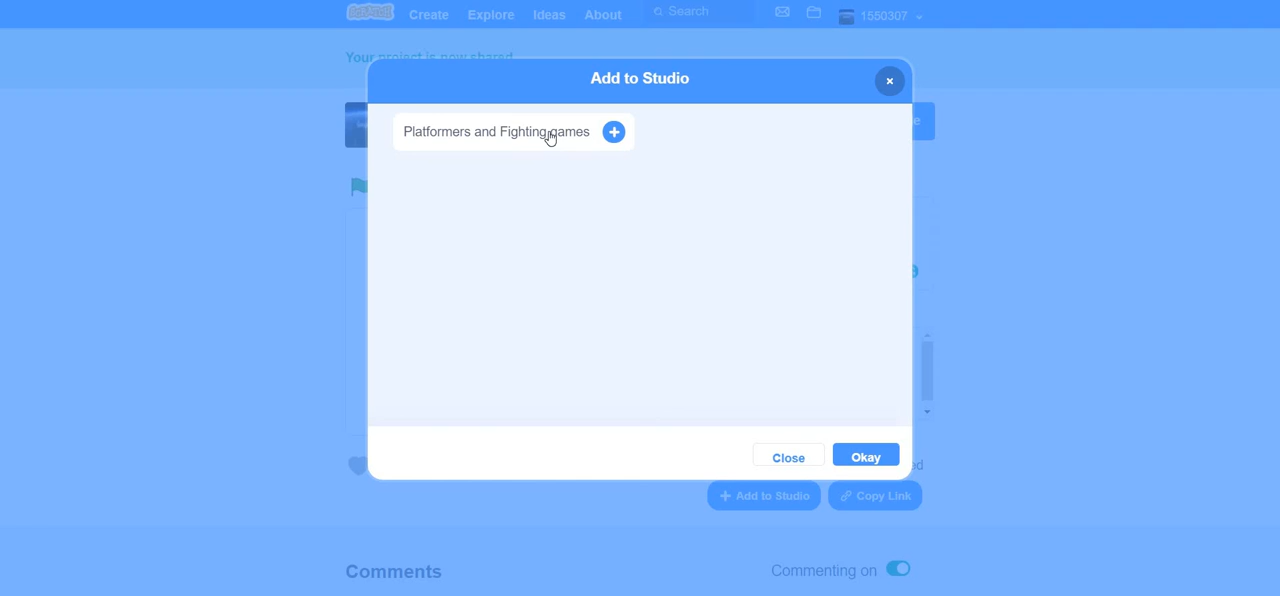 SCRATCH
Create Explore Ideas About Search 1550307
Your project is now shared
Add to Studio
×
Platformers and Fighting games +
Close Okay
+ Add to Studio Copy Link
Comments Commenting on